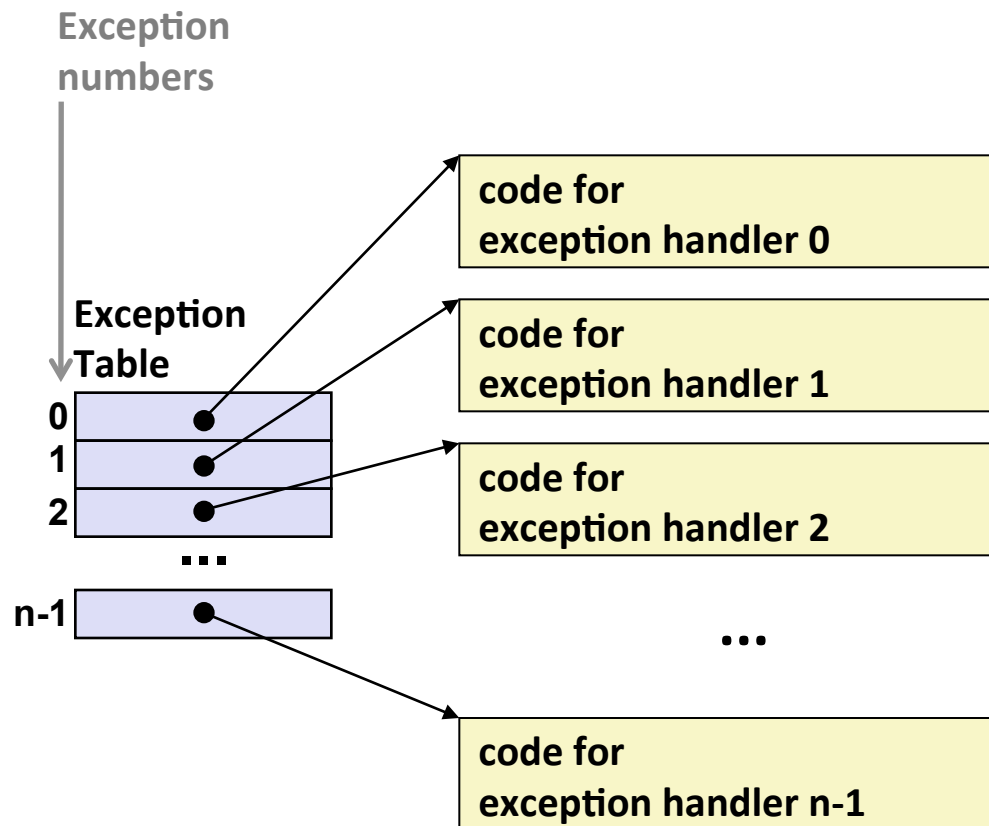 Exception
numbers
code for
exception handler 0
Exception
Table
code for
exception handler 1
0
1
2
code for
exception handler 2
...
n-1
...
code for
exception handler n-1